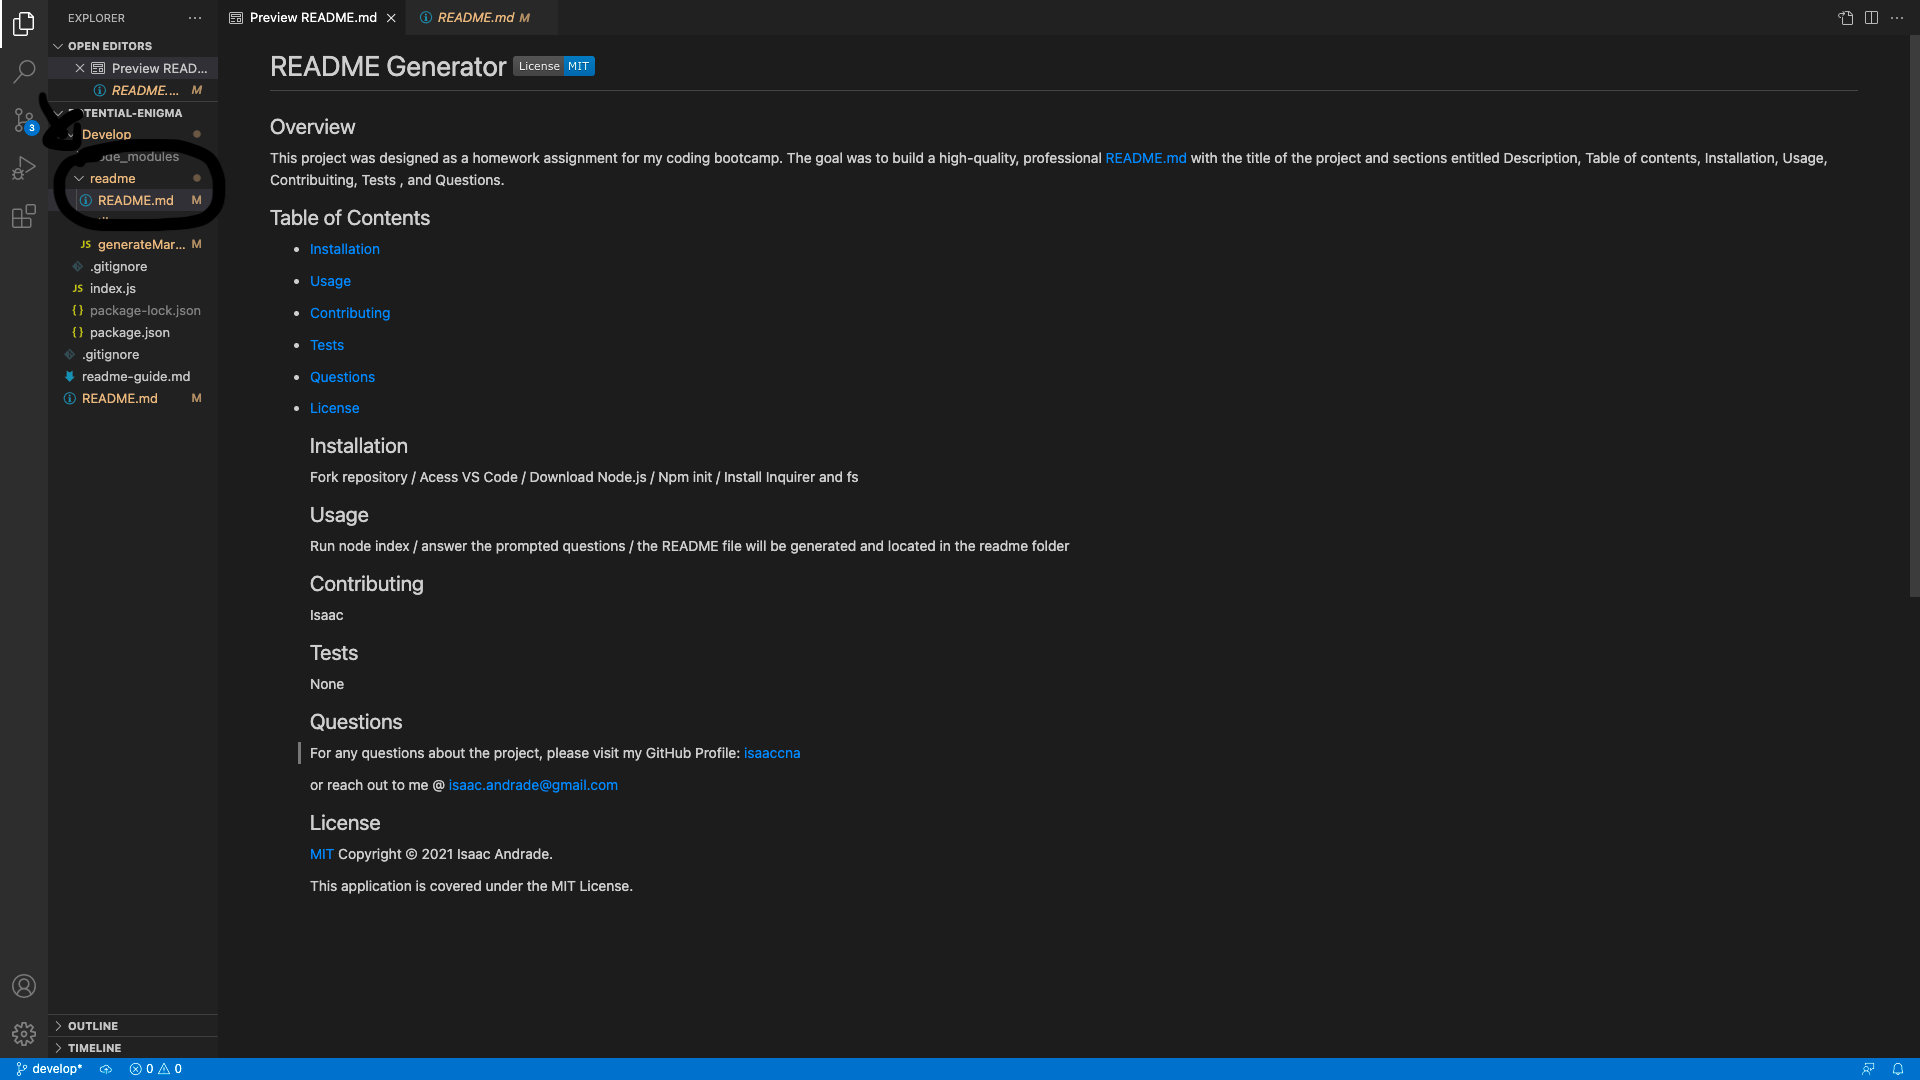 EXPLORER
Preview README.md
README.md M
OPEN EDITORS
Preview READ...
README.... M
README Generator License MIT
Develop
readme
README.md M
JS generateMar... M
.gitignore
JS index.js
{} package-lock.json
{} package.json
.gitignore
readme-guide.md
README.md M
3
Overview
This project was designed as a homework assignment for my coding bootcamp. The goal was to build a high-quality, professional README.md with the title of the project and sections entitled Description, Table of contents, Installation, Usage,
Contribuiting, Tests , and Questions.
Table of Contents
• Installation
• Usage
• Contributing
• Tests
• Questions
• License
Installation
Fork repository / Acess VS Code / Download Node.js / Npm init / Install Inquirer and fs
Usage
Run node index / answer the prompted questions / the README file will be generated and located in the readme folder
Contributing
Isaac
Tests
None
Questions
For any questions about the project, please visit my GitHub Profile: isaaccna
or reach out to me @ isaac.andrade@gmail.com
License
MIT Copyright © 2021 Isaac Andrade.
This application is covered under the MIT License.
OUTLINE
TIMELINE
develop* 0 0